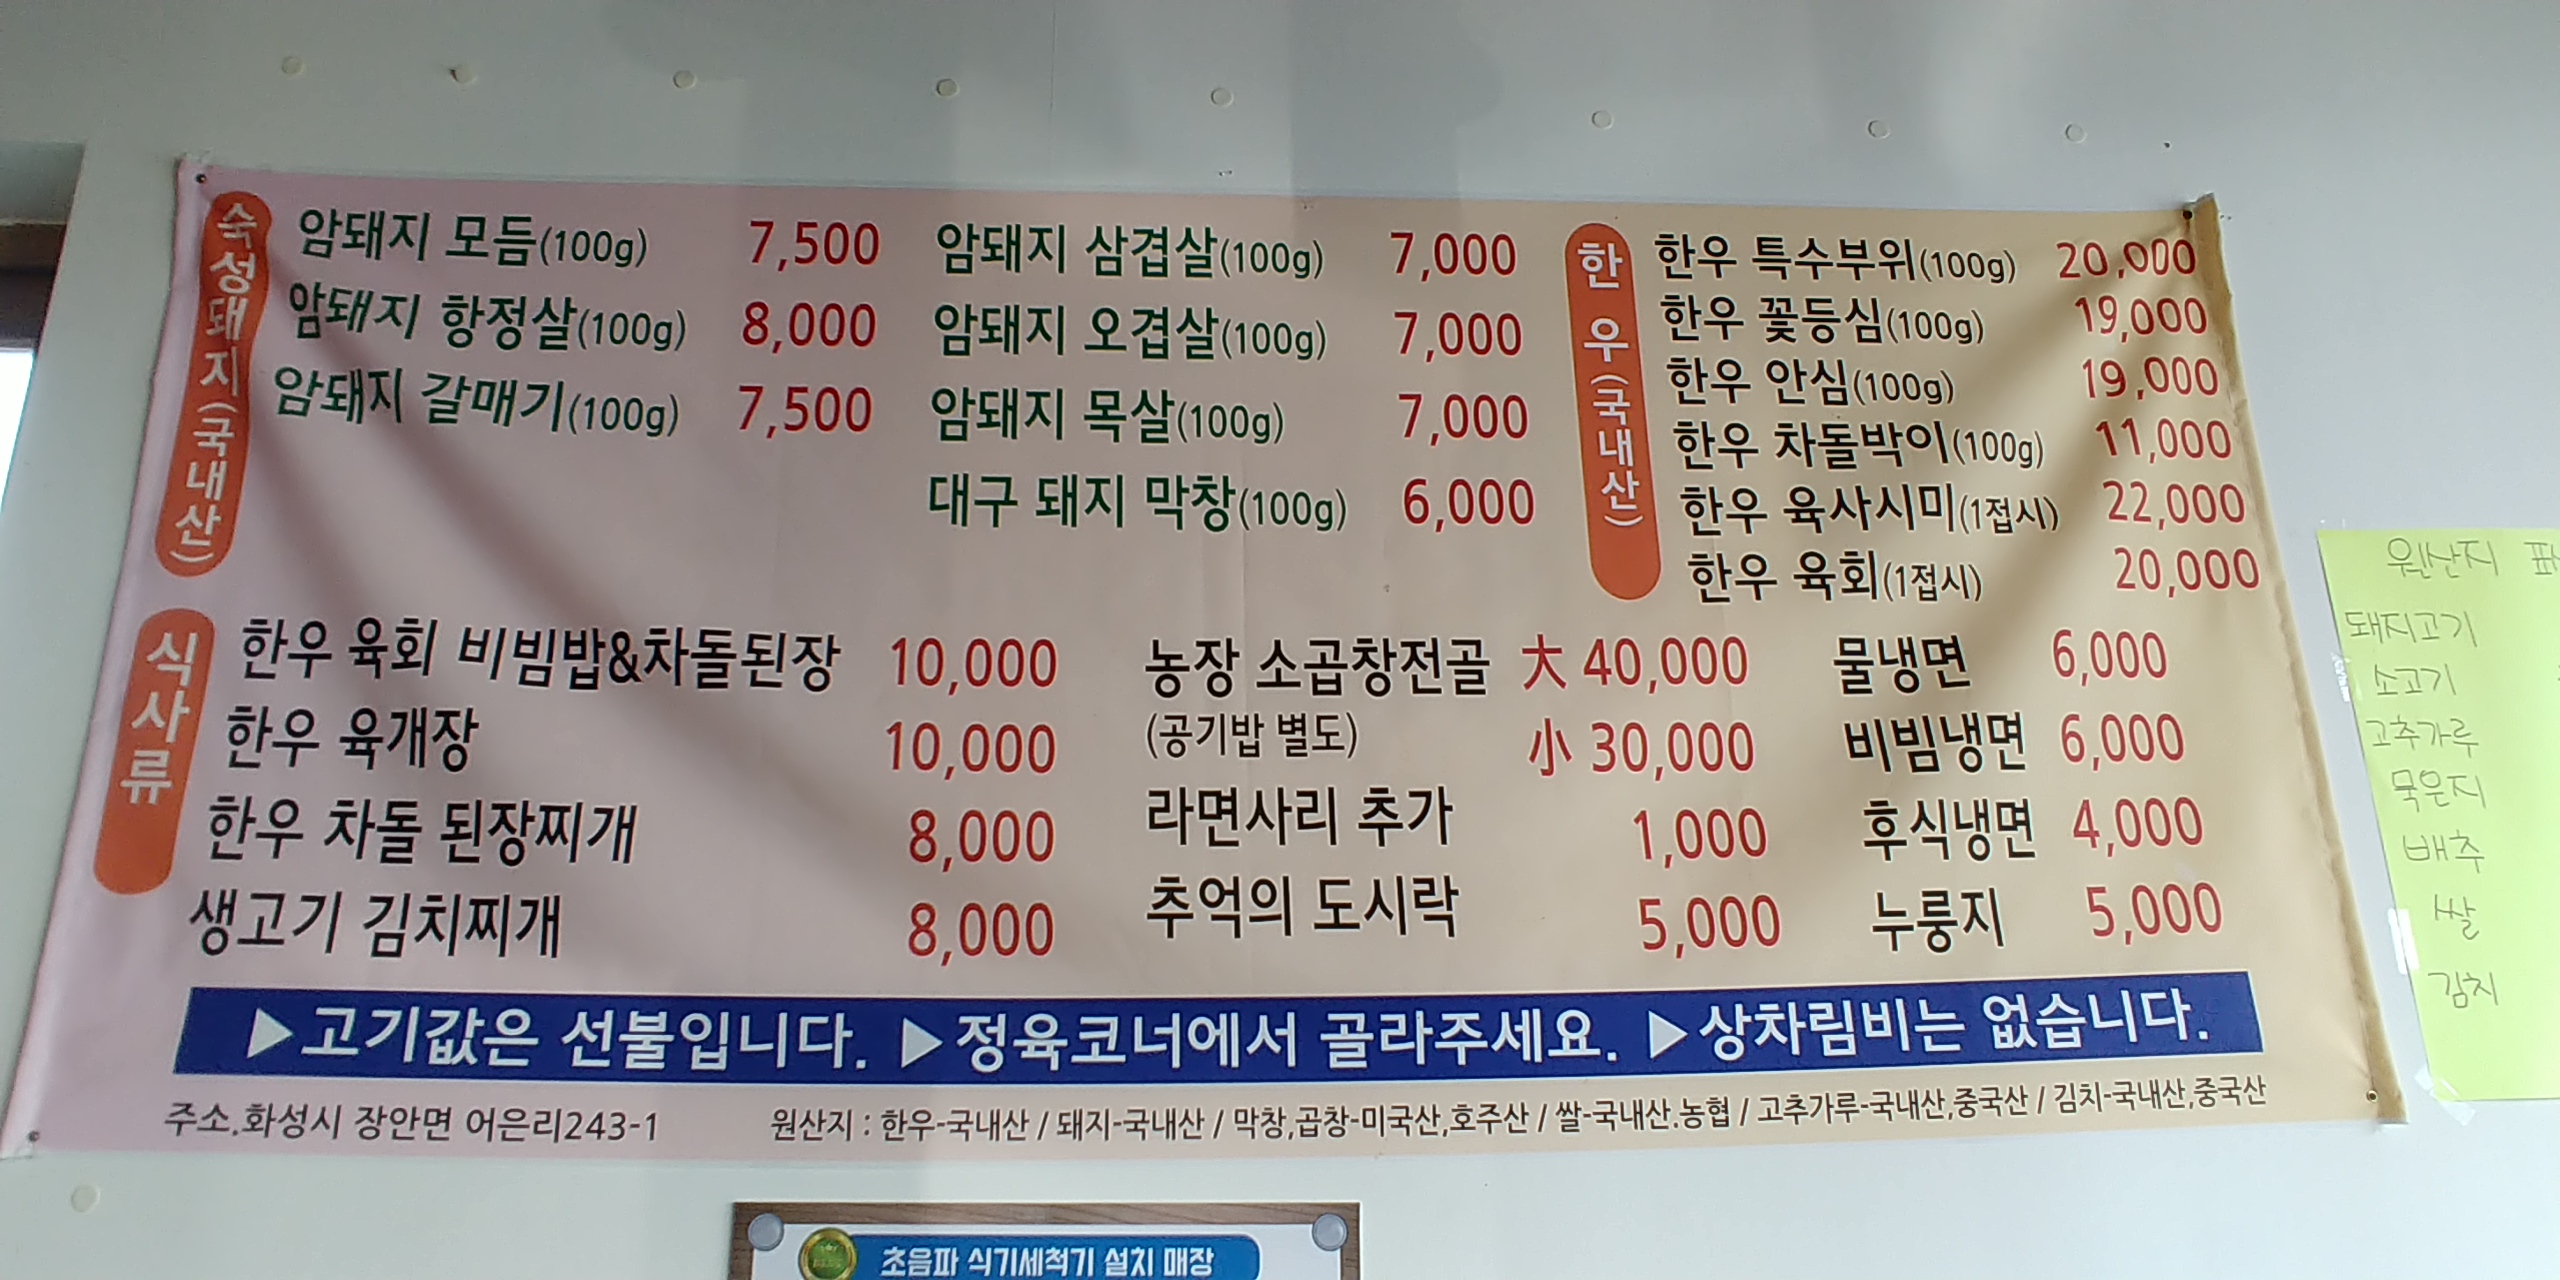 숙성돼지(국내산)
암돼지 모듬(100g) 7,500
암돼지 항정살(100g) 8,000
암돼지 갈매기(100g) 7,500
암돼지 삼겹살(100g) 7,000
암돼지 오겹살(100g) 7,000
암돼지 목살(100g) 7,000
대구 돼지 막창(100g) 6,000
한우(국내산)
한우 특수부위(100g) 20,000
한우 꽃등심(100g) 19,000
한우 안심(100g) 19,000
한우 차돌박이(100g) 11,000
한우 육사시미(1접시) 22,000
한우 육회(1접시) 20,000
식사류
한우 육회 비빔밥&차돌된장 10,000
한우 육개장 10,000
한우 차돌 된장찌개 8,000
생고기 김치찌개 8,000
농장 소곱창전골 大 40,000
(공기밥 별도) 小 30,000
라면사리 추가 1,000
추억의 도시락 5,000
물냉면 6,000
비빔냉면 6,000
후식냉면 4,000
누룽지 5,000
▶고기값은 선불입니다. ▶정육코너에서 골라주세요. ▶상차림비는 없습니다.
주소.화성시 장안면 어은리243-1 원산지 : 한우-국내산 / 돼지-국내산 / 막창,곱창-미국산,호주산 / 쌀-국내산.농협 / 고추가루-국내산,중국산 / 김치-국내산,중국산
원산지
돼지고기
소고기
고추가루
묵은지
배추
쌀
김치
초음파 식기세척기 설치 매장